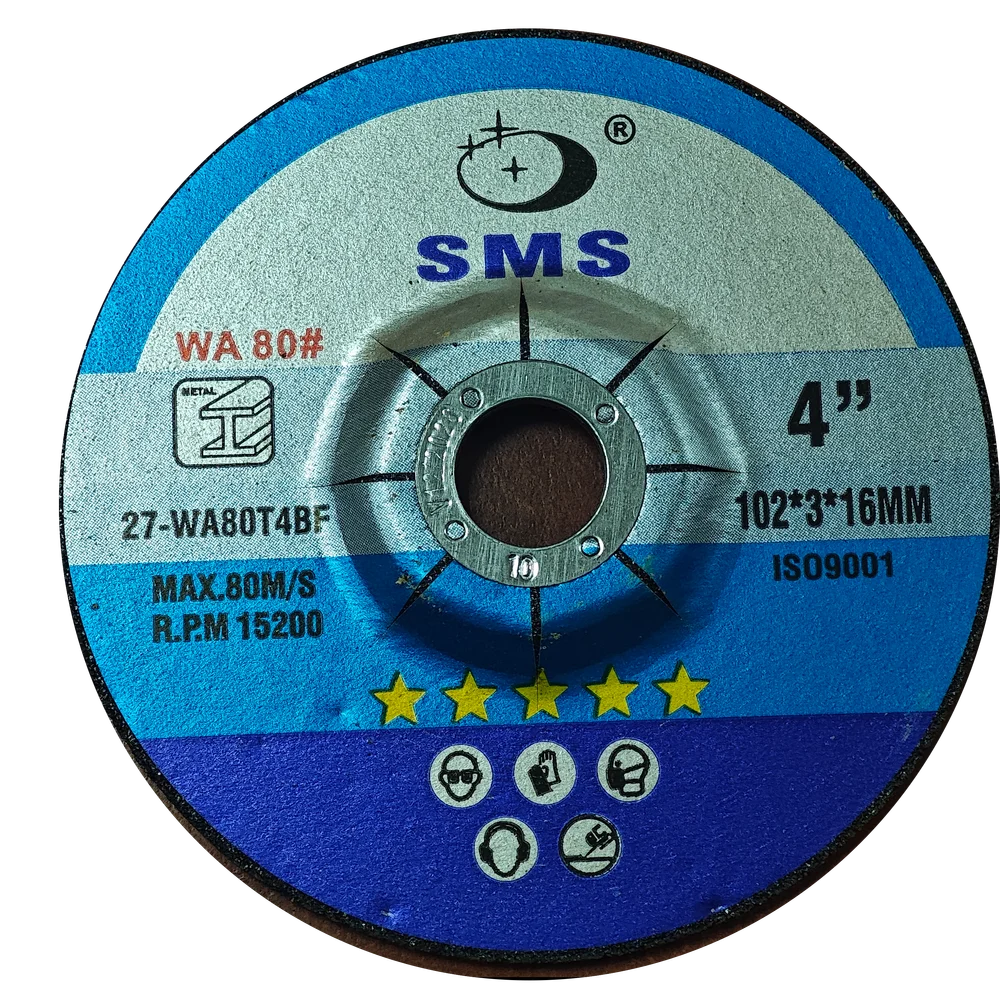 ®
SMS
WA 80#
METAL
4”
27-WA80T4BF
102*3*16MM
MAX.80M/S
R.P.M 15200
ISO9001
10